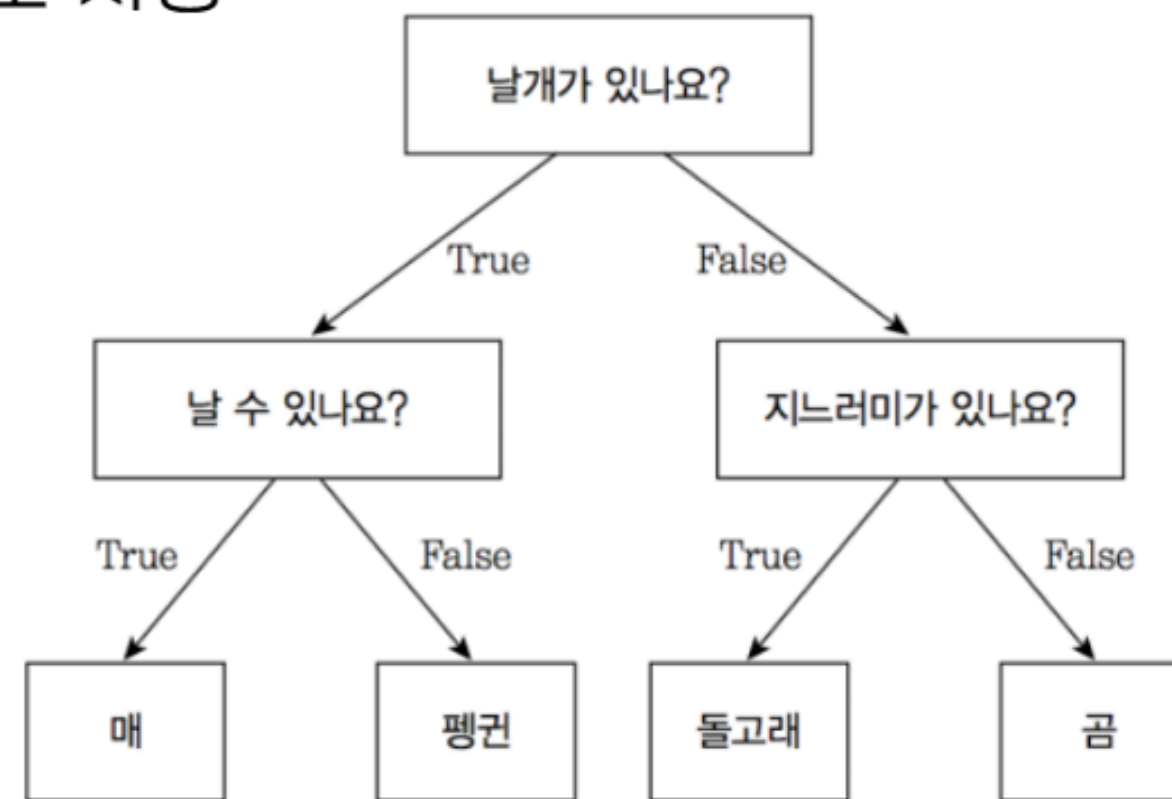 날개가 있나요?
True
False
날 수 있나요?
지느러미가 있나요?
True
False
True
False
매
펭귄
돌고래
곰